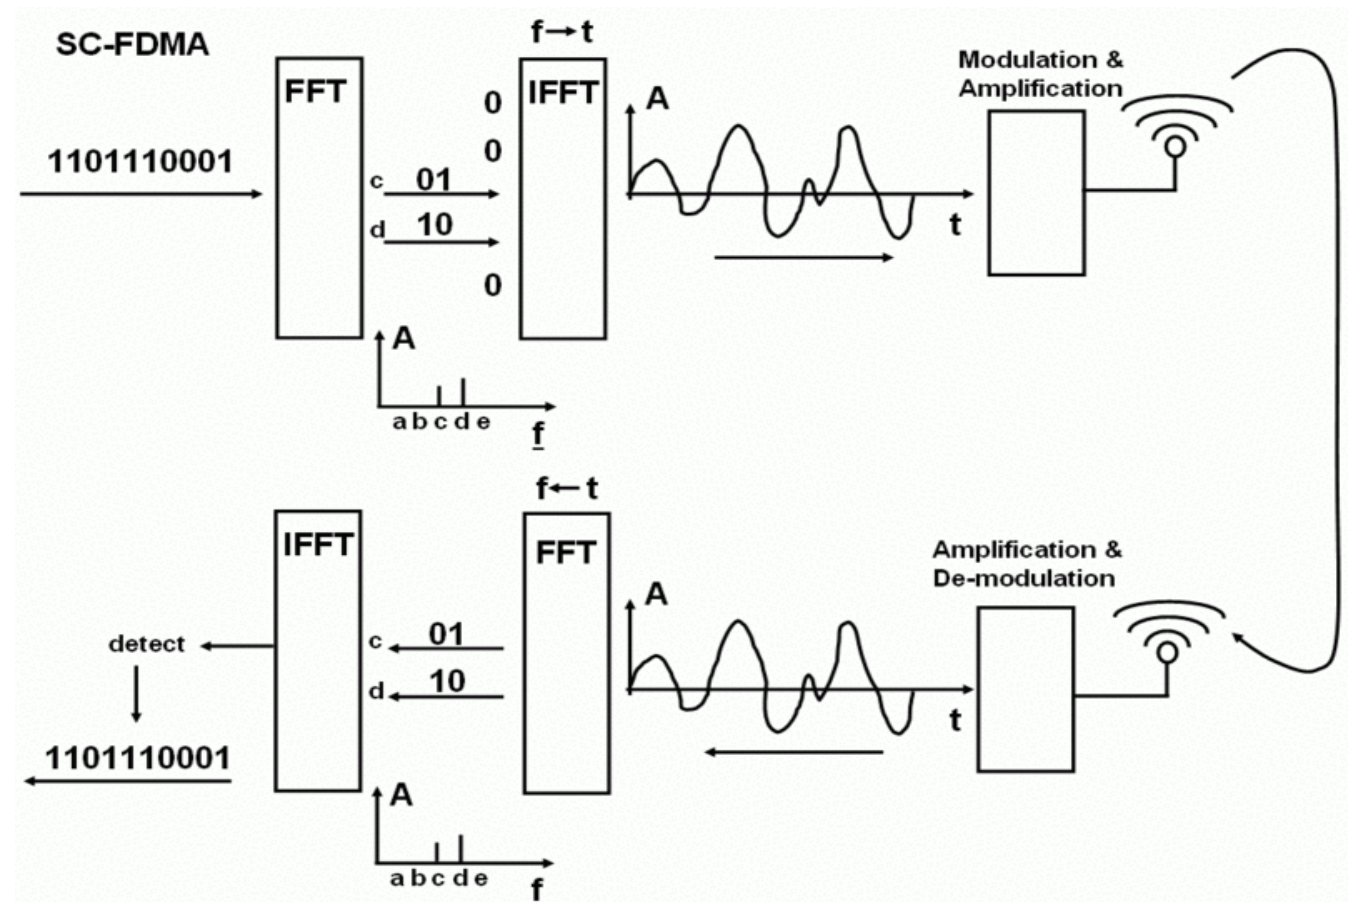 SC-FDMA
f→t
FFT
IFFT
Modulation &
Amplification
1101110001
0
0
c 01
d 10
0
A
t
A
a b c d e
f
f←t
IFFT
FFT
Amplification &
De-modulation
detect
1101110001
c 01
d 10
A
t
A
a b c d e
f